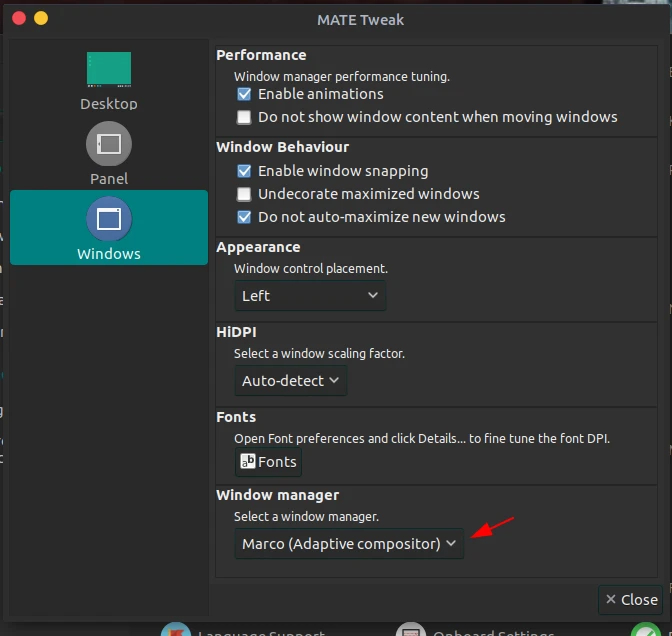 MATE Tweak
Desktop
Panel
Windows
Performance
Window manager performance tuning.
Enable animations
Do not show window content when moving windows
Window Behaviour
Enable window snapping
Undecorate maximized windows
Do not auto-maximize new windows
Appearance
Window control placement.
Left
HiDPI
Select a window scaling factor.
Auto-detect
Fonts
Open Font preferences and click Details... to fine tune the font DPI.
Fonts
Window manager
Select a window manager.
Marco (Adaptive compositor)
Close
Language Support
Onboard Settings